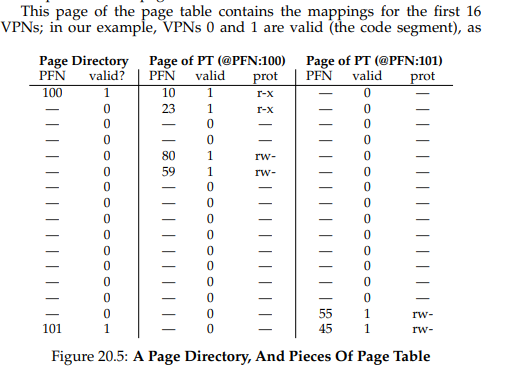 This page of the page table contains the mappings for the first 16
VPNs; in our example, VPNs 0 and 1 are valid (the code segment), as
Page Directory Page of PT (@PFN:100) Page of PT (@PFN:101)
PFN valid? PFN valid prot PFN valid prot
100 1 10 1 r-x — 0 —
— 0 23 1 r-x — 0 —
— 0 — 0 — — 0 —
— 0 — 0 — — 0 —
— 0 80 1 rw- — 0 —
— 0 59 1 rw- — 0 —
— 0 — 0 — — 0 —
— 0 — 0 — — 0 —
— 0 — 0 — — 0 —
— 0 — 0 — — 0 —
— 0 — 0 — — 0 —
— 0 — 0 — — 0 —
— 0 — 0 — — 0 —
— 0 — 0 — — 0 —
— 0 — 0 — 55 1 rw-
101 1 — 0 — 45 1 rw-
Figure 20.5: A Page Directory, And Pieces Of Page Table